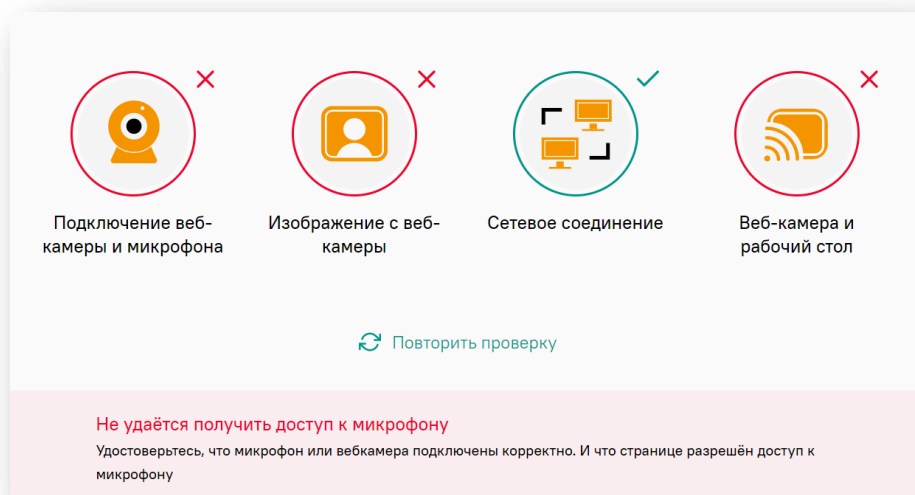 Подключение веб-
камеры и микрофона
Изображение с веб-
камеры
Сетевое соединение
Веб-камера и
рабочий стол
Повторить проверку
Не удаётся получить доступ к микрофону
Удостоверьтесь, что микрофон или вебкамера подключены корректно. И что странице разрешён доступ к
микрофону